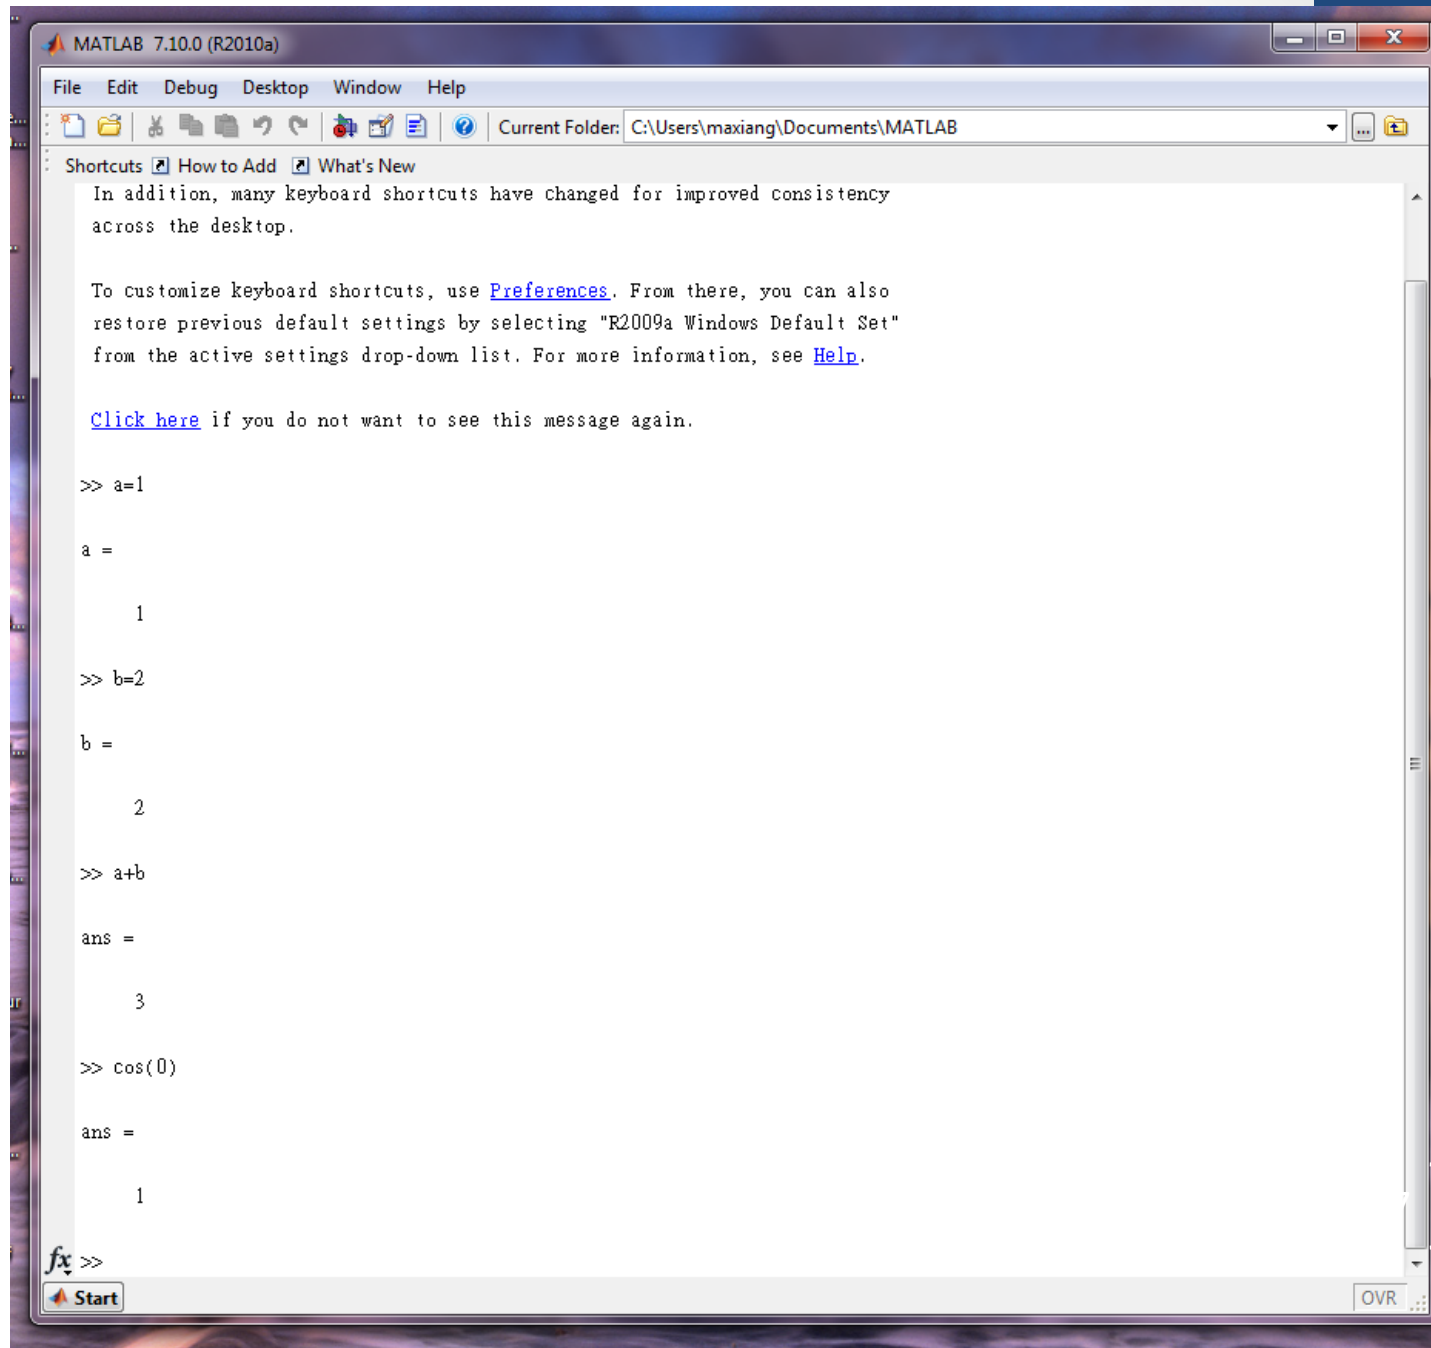 MATLAB 7.10.0 (R2010a)
File Edit Debug Desktop Window Help
Current Folder: C:\Users\maxiang\Documents\MATLAB
Shortcuts How to Add What's New
In addition, many keyboard shortcuts have changed for improved consistency
across the desktop.
To customize keyboard shortcuts, use Preferences. From there, you can also
restore previous default settings by selecting "R2009a Windows Default Set"
from the active settings drop-down list. For more information, see Help.
Click here if you do not want to see this message again.
>> a=1
a =
1
>> b=2
b =
2
>> a+b
ans =
3
>> cos(0)
ans =
1
fx >>
Start
OVR